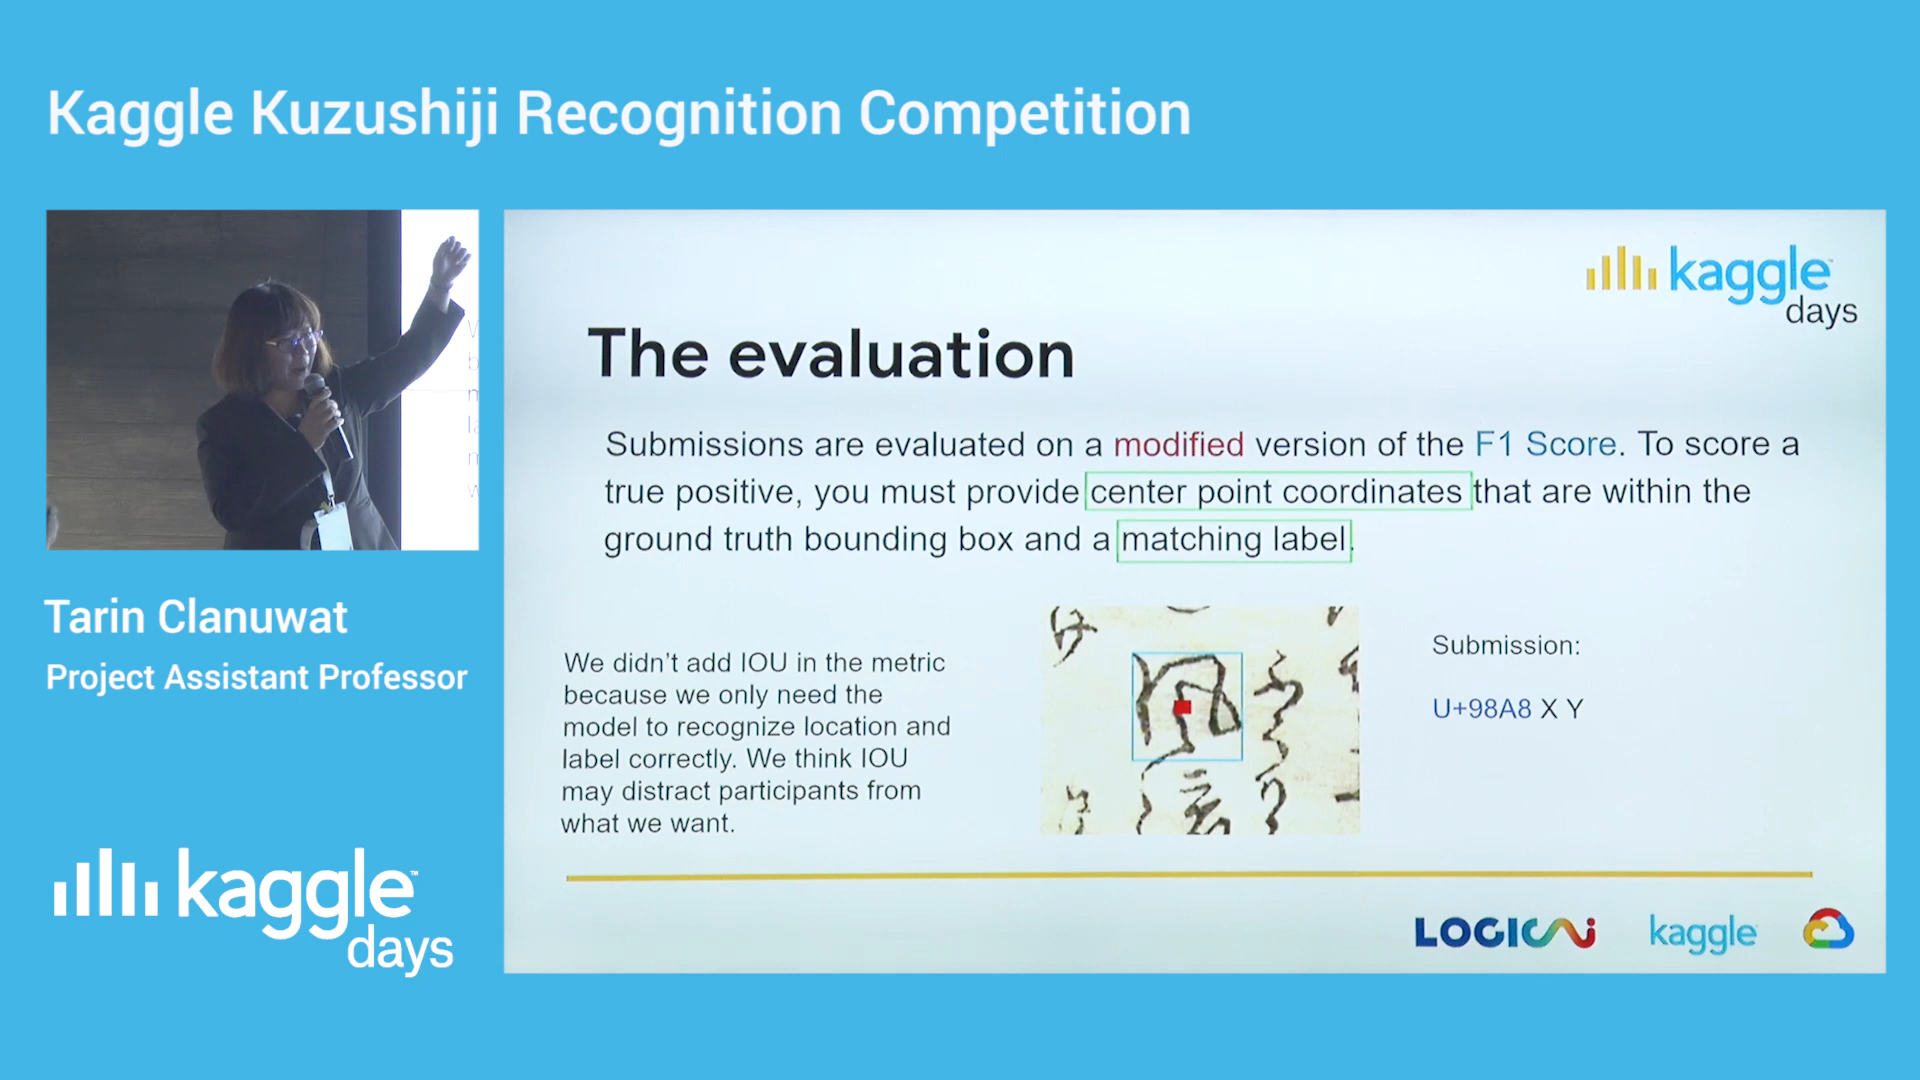 Kaggle Kuzushiji Recognition Competition
kaggle
days
The evaluation
Submissions are evaluated on a modified version of the F1 Score. To score a
true positive, you must provide center point coordinates that are within the
ground truth bounding box and a matching label.
We didn't add IOU in the metric
because we only need the
model to recognize location and
label correctly. We think IOU
may distract participants from
what we want.
風
Submission:
U+98A8 X Y
Tarin Clanuwat
Project Assistant Professor
kaggle
days
LOGICAI
kaggle